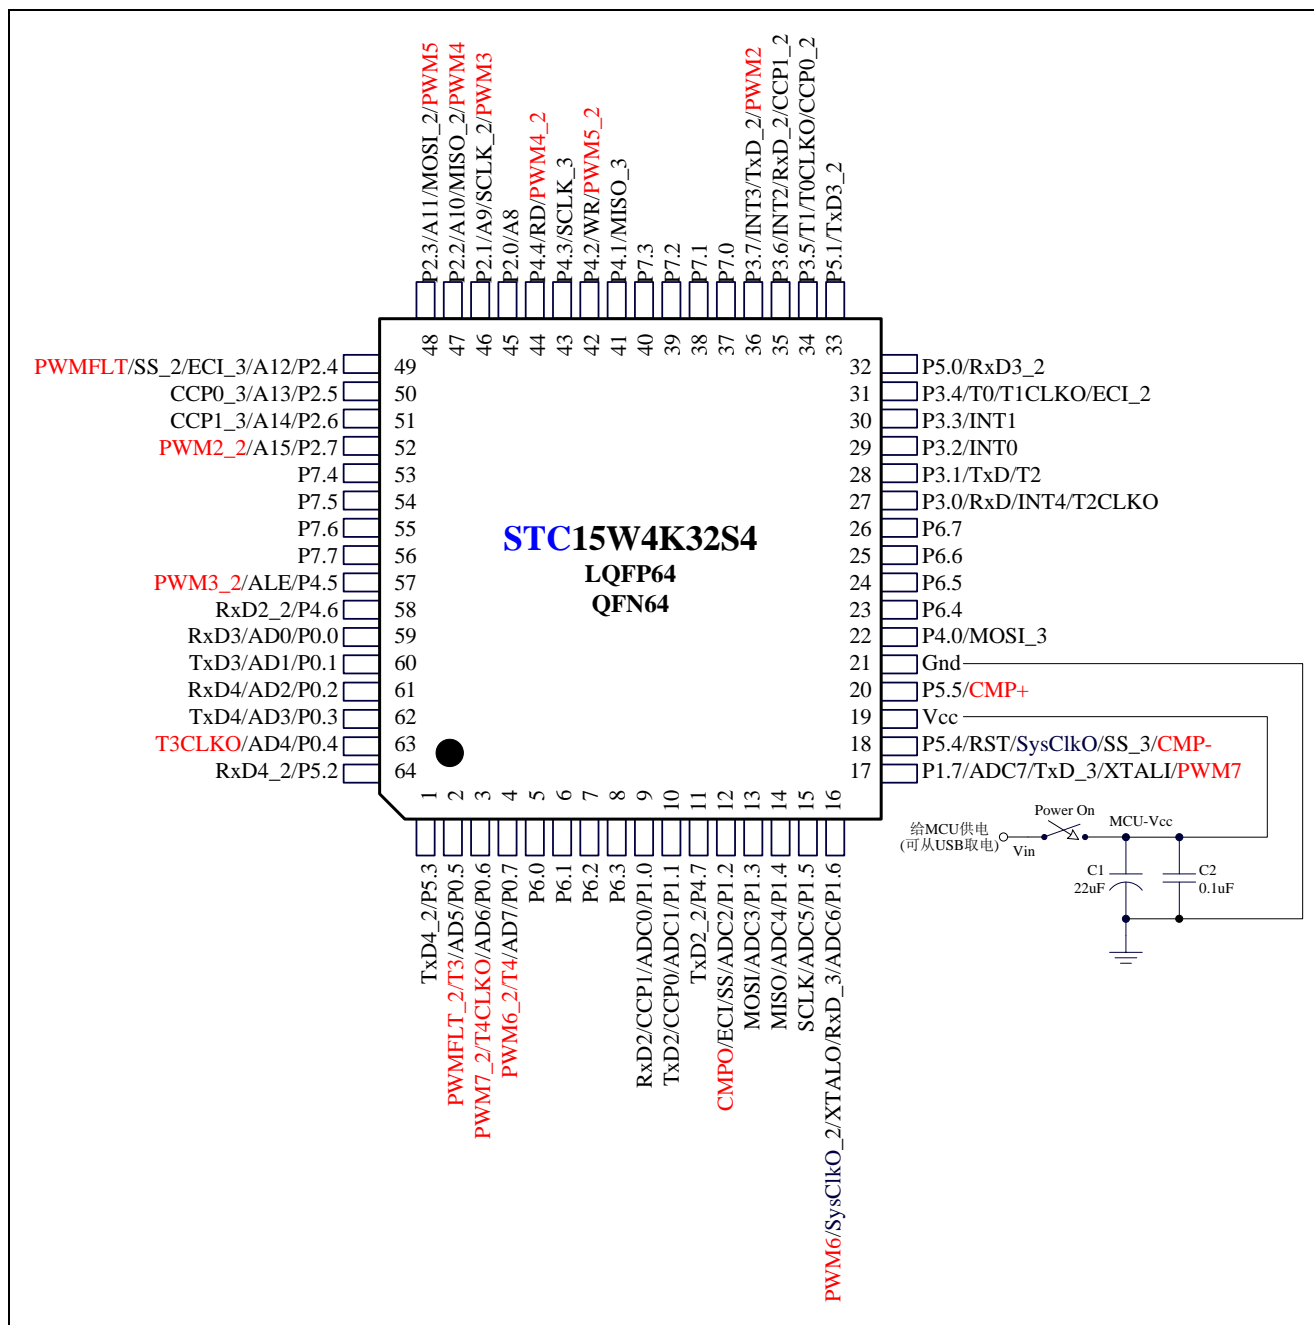 P2.3/A11/MOSI_2/PWM5
P2.2/A10/MISO_2/PWM4
P2.1/A9/SCLK_2/PWM3
P2.0/A8
P4.4/RD/PWM4_2
P4.3/SCLK_3
P4.2/WR/PWM5_2
P4.1/MISO_3
P7.3
P7.2
P7.1
P7.0
P3.7/INT3/TxD_2/PWM2
P3.6/INT2/RxD_2/CCP1_2
P3.5/T1/T0CLKO/CCP0_2
P5.1/TxD3_2
48
47
46
45
44
43
42
41
40
39
38
37
36
35
34
33
PWMFLT/SS_2/ECI_3/A12/P2.4 49
CCP0_3/A13/P2.5 50
CCP1_3/A14/P2.6 51
PWM2_2/A15/P2.7 52
P7.4 53
P7.5 54
P7.6 55
P7.7 56
PWM3_2/ALE/P4.5 57
RxD2_2/P4.6 58
RxD3/AD0/P0.0 59
TxD3/AD1/P0.1 60
RxD4/AD2/P0.2 61
TxD4/AD3/P0.3 62
T3CLKO/AD4/P0.4 63
RxD4_2/P5.2 64
STC15W4K32S4
LQFP64
QFN64
32 P5.0/RxD3_2
31 P3.4/T0/T1CLKO/ECI_2
30 P3.3/INT1
29 P3.2/INT0
28 P3.1/TxD/T2
27 P3.0/RxD/INT4/T2CLKO
26 P6.7
25 P6.6
24 P6.5
23 P6.4
22 P4.0/MOSI_3
21 Gnd
20 P5.5/CMP+
19 Vcc
18 P5.4/RST/SysClkO/SS_3/CMP-
17 P1.7/ADC7/TxD_3/XTALI/PWM7
1
2
3
4
5
6
7
8
9
10
11
12
13
14
15
16
TxD4_2/P5.3
PWMFLT_2/T3/AD5/P0.5
PWM7_2/T4CLKO/AD6/P0.6
PWM6_2/T4/AD7/P0.7
P6.0
P6.1
P6.2
P6.3
RxD2/CCP1/ADC0/P1.0
TxD2/CCP0/ADC1/P1.1
TxD2_2/P4.7
CMPO/ECI/SS/ADC2/P1.2
MOSI/ADC3/P1.3
MISO/ADC4/P1.4
SCLK/ADC5/P1.5
PWM6/SysClkO_2/XTALO/RxD_3/ADC6/P1.6
Power On
给MCU供电
(可从USB取电)
Vin
MCU-Vcc
C1
22uF
C2
0.1uF